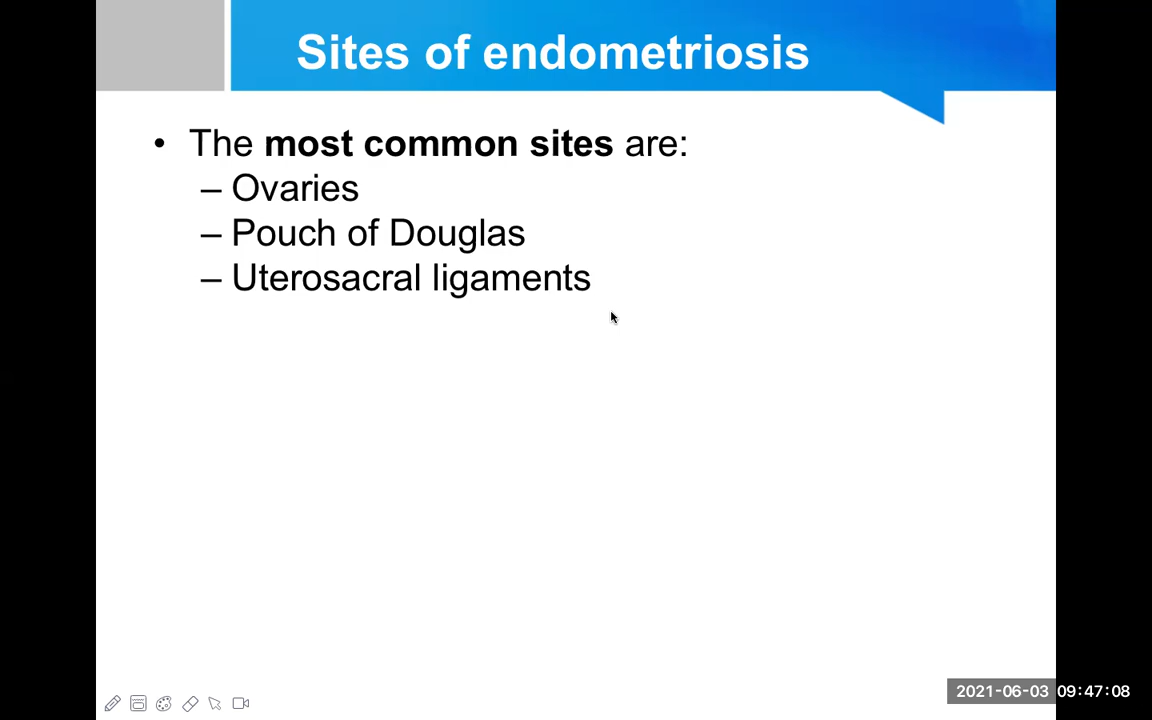 Sites of endometriosis
• The most common sites are:
– Ovaries
– Pouch of Douglas
– Uterosacral ligaments
2021-06-03 09:47:08